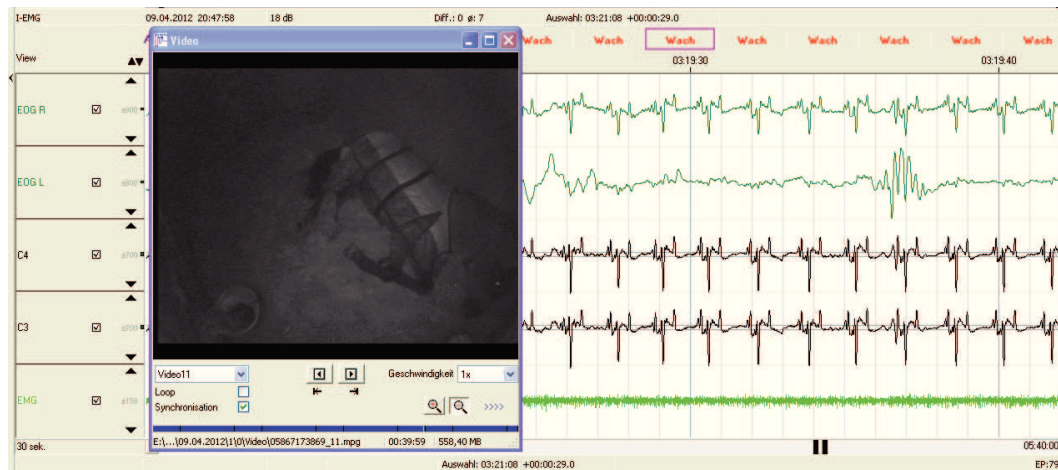 I-EMG 09.04.2012 20:47:58 18 dB Diff.: 0 ø: 7 Auswahl: 03:21:08 +00:00:29.0
Video
Wach Wach Wach Wach Wach Wach Wach Wach
View 03:19:30 03:19:40
EOG R
EOG L
C4
C3
EMG
Video11 Geschwindigkeit 1x
Loop
Synchronisation >>>>
E:\...\09.04.2012\1\0\Video\05867173869_11.mpg 00:39:59 558,40 MB
30 sek. 05:40:00
Auswahl: 03:21:08 +00:00:29.0 EP:79